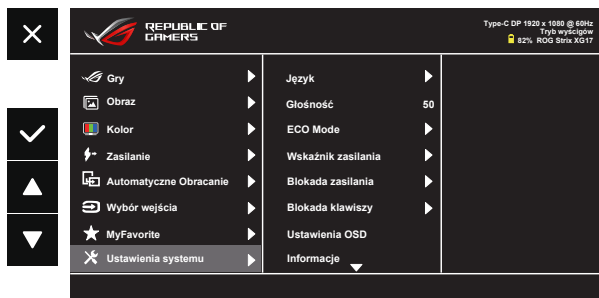 REPUBLIC OF
GAMERS
Type-C DP 1920 x 1080 @ 60Hz
Tryb wyścigów
82% ROG Strix XG17
Gry
Obraz
Kolor
Zasilanie
Automatyczne Obracanie
Wybór wejścia
MyFavorite
Ustawienia systemu
Język
Głośność 50
ECO Mode
Wskaźnik zasilania
Blokada zasilania
Blokada klawiszy
Ustawienia OSD
Informacje